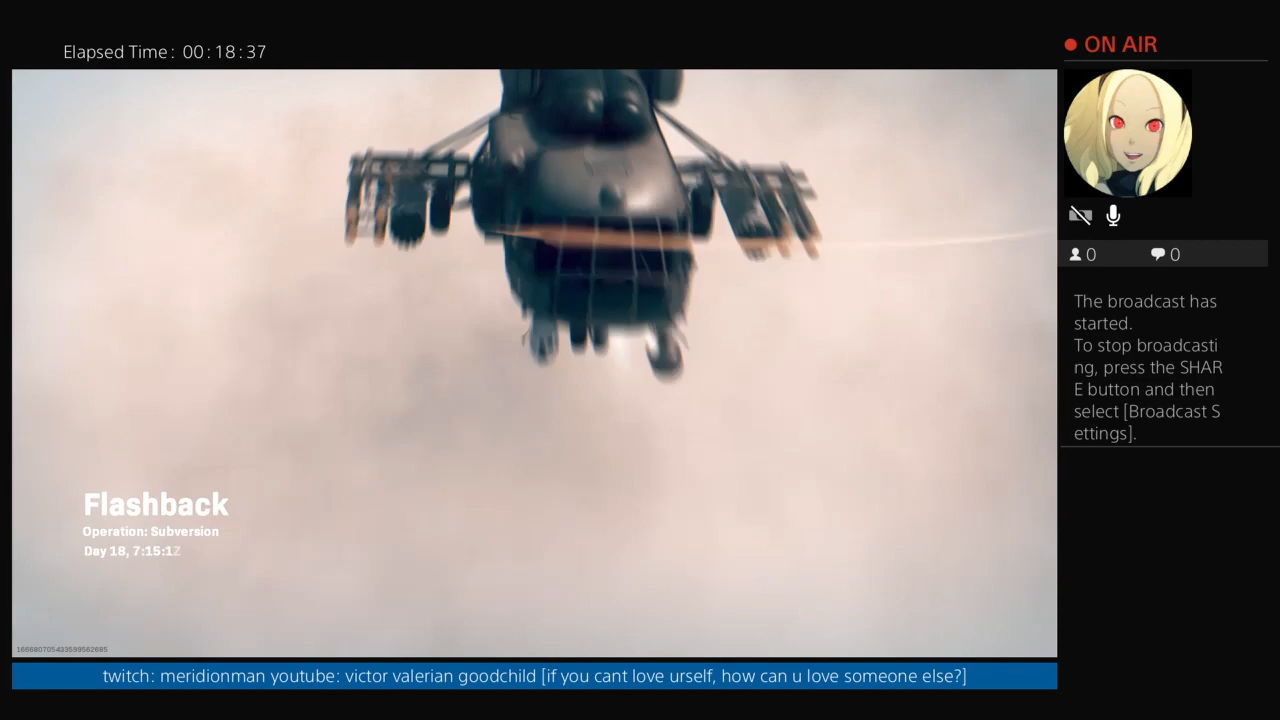 Elapsed Time: 00:18:37
ON AIR
0 0
The broadcast has
started.
To stop broadcasti
ng, press the SHAR
E button and then
select [Broadcast S
ettings].
Flashback
Operation: Subversion
Day 18, 7:15:1Z
twitch: meridionman youtube: victor valerian goodchild [if you cant love urself, how can u love someone else?]